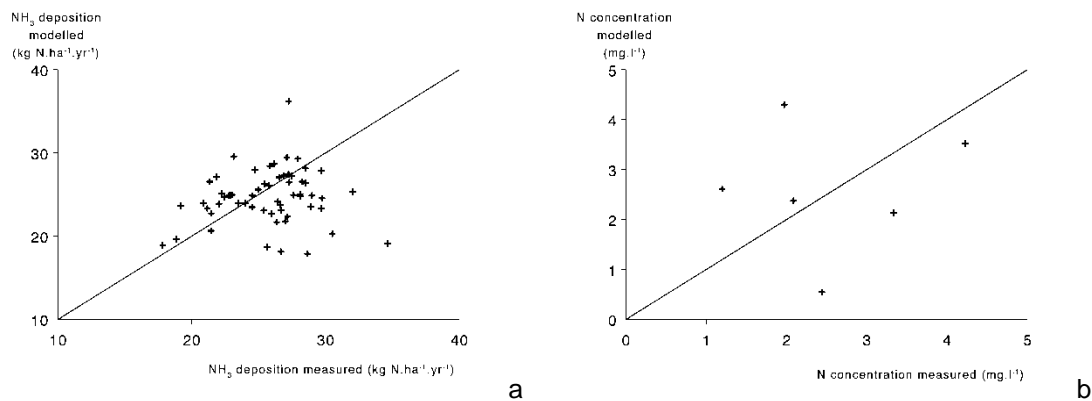 NH₃ deposition
modelled
(kg N.ha⁻¹.yr⁻¹)
40
30
20
10
10 20 30 40
NH₃ deposition measured (kg N.ha⁻¹.yr⁻¹)
a
N concentration
modelled
(mg.l⁻¹)
5
4
3
2
1
0
0 1 2 3 4 5
N concentration measured (mg.l⁻¹)
b